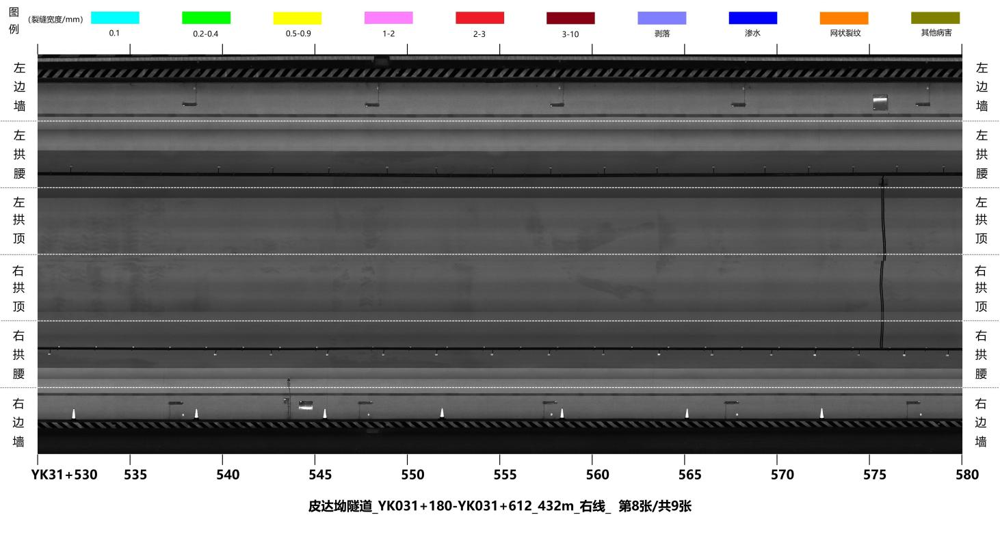 图例 (裂缝宽度/mm) 0.1 0.2-0.4 0.5-0.9 1-2 2-3 3-10 剥落 渗水 网状裂纹 其他病害
左边墙 左边墙
左拱腰 左拱腰
左拱顶 左拱顶
右拱顶 右拱顶
右拱腰 右拱腰
右边墙 右边墙
YK31+530 535 540 545 550 555 560 565 570 575 580
皮达坳隧道_YK031+180-YK031+612_432m_右线_ 第8张/共9张